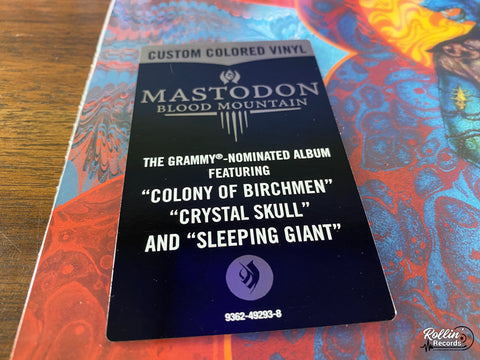 CUSTOM COLORED VINYL
MASTODON
BLOOD MOUNTAIN
THE GRAMMY®-NOMINATED ALBUM
FEATURING
“COLONY OF BIRCHMEN”
“CRYSTAL SKULL”
AND “SLEEPING GIANT”
9362-49293-8
Rollin'
Records